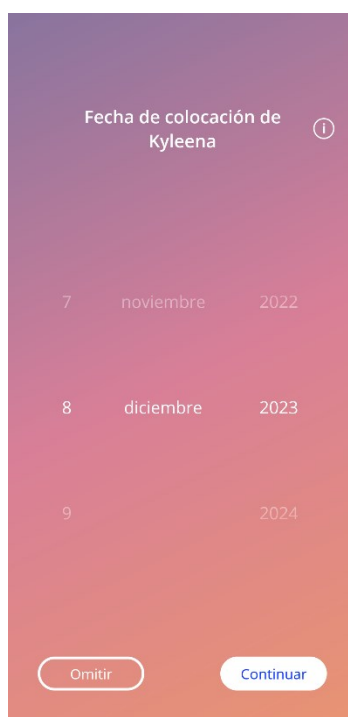 Fecha de colocación de
Kyleena
7 noviembre 2022
8 diciembre 2023
9 2024
Omitir Continuar